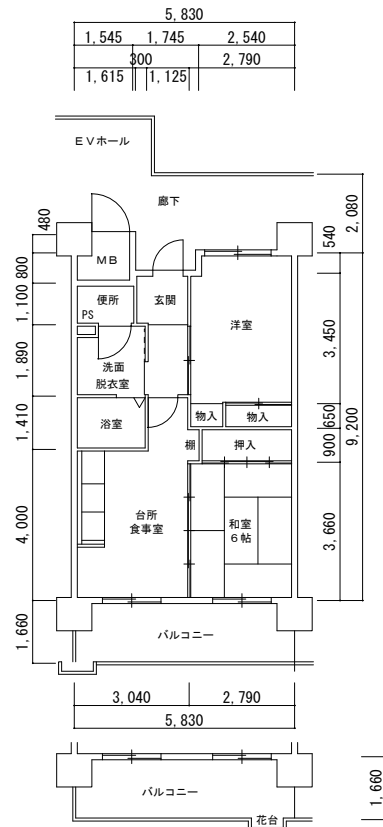 5,830
1,545 1,745 2,540
300
1,615 1,125 2,790
EVホール
廊下
480
540
2,080
MB
800
便所
玄関
1,100
PS
洋室
3,450
洗面
脱衣室
1,890
物入
物入
650
9,200
浴室
1,410
棚
押入
900
台所
食事室
和室
6帖
4,000
3,660
バルコニー
1,660
3,040 2,790
5,830
バルコニー
1,660
花台